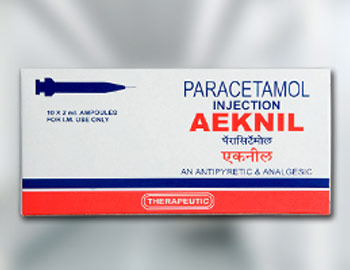 10 X 2 ml. AMPOULES
FOR I.M. USE ONLY
PARACETAMOL
INJECTION
AEKNIL
पॅरासिर्टेमोल
एकनील
AN ANTIPYRETIC & ANALGESIC
THERAPEUTIC